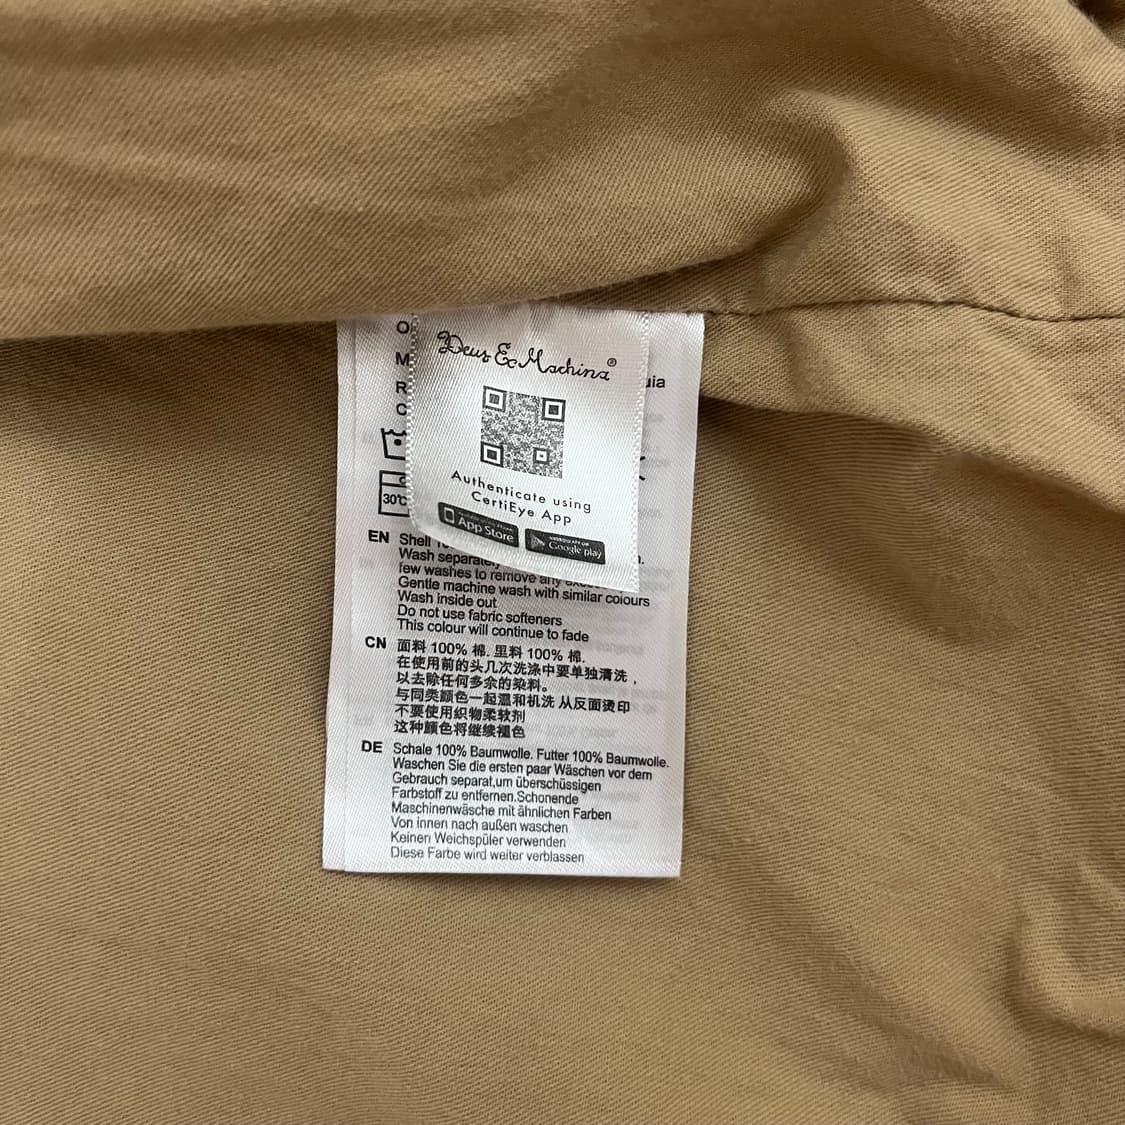 Deus Ex Machina®
Authenticate using
CertiEye App
App Store
Google play
O
M
R
C
uia
30℃
EN Shell
Wash separately
few washes to remove any
Gentle machine wash with similar colours
Wash inside out
Do not use fabric softeners
This colour will continue to fade
CN 面料 100% 棉. 里料 100% 棉.
在使用前的头几次洗涤中要单独清洗，
以去除任何多余的染料。
与同类颜色一起温和机洗 从反面烫印
不要使用织物柔软剂
这种颜色将继续褪色
DE Schale 100% Baumwolle. Futter 100% Baumwolle.
Waschen Sie die ersten paar Wäschen vor dem
Gebrauch separat,um überschüssigen
Farbstoff zu entfernen.Schonende
Maschinenwäsche mit ähnlichen Farben
Von innen nach außen waschen
Keinen Weichspüler verwenden
Diese Farbe wird weiter verblassen